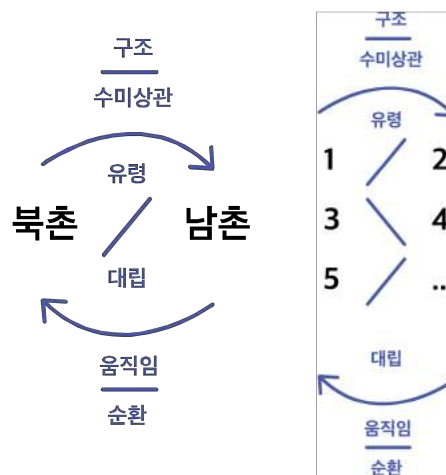 구조
수미상관
유령
북촌 남촌
대립
움직임
순환
구조
수미상관
유령
1 2
3 4
5 ..
대립
움직임
순환